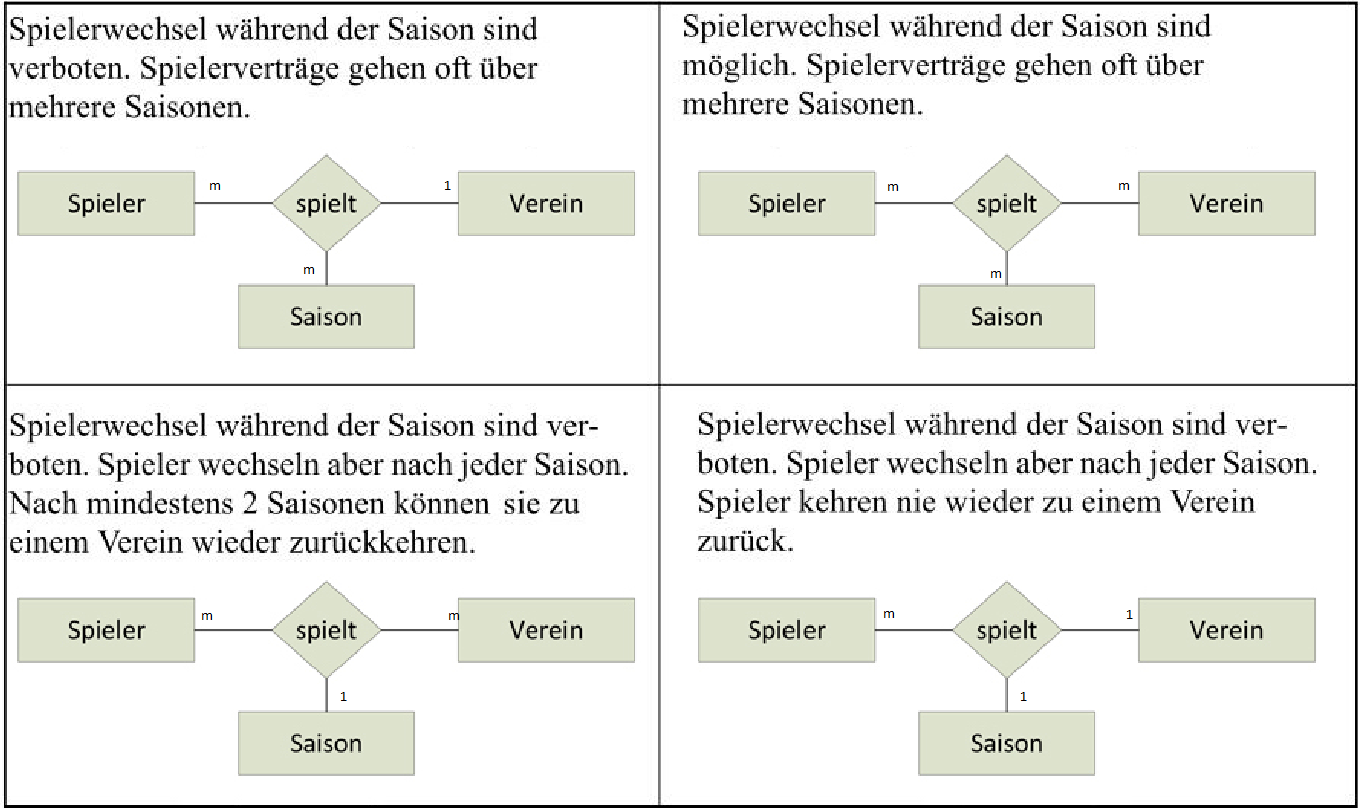 Spielerwechsel während der Saison sind
verboten. Spielerverträge gehen oft über
mehrere Saisonen.
Spieler
m
spielt
1
Verein
m
Saison
Spielerwechsel während der Saison sind
möglich. Spielerverträge gehen oft über
mehrere Saisonen.
Spieler
m
spielt
m
Verein
m
Saison
Spielerwechsel während der Saison sind ver-
boten. Spieler wechseln aber nach jeder Saison.
Nach mindestens 2 Saisonen können sie zu
einem Verein wieder zurückkehren.
Spieler
m
spielt
m
Verein
1
Saison
Spielerwechsel während der Saison sind ver-
boten. Spieler wechseln aber nach jeder Saison.
Spieler kehren nie wieder zu einem Verein
zurück.
Spieler
m
spielt
1
Verein
1
Saison